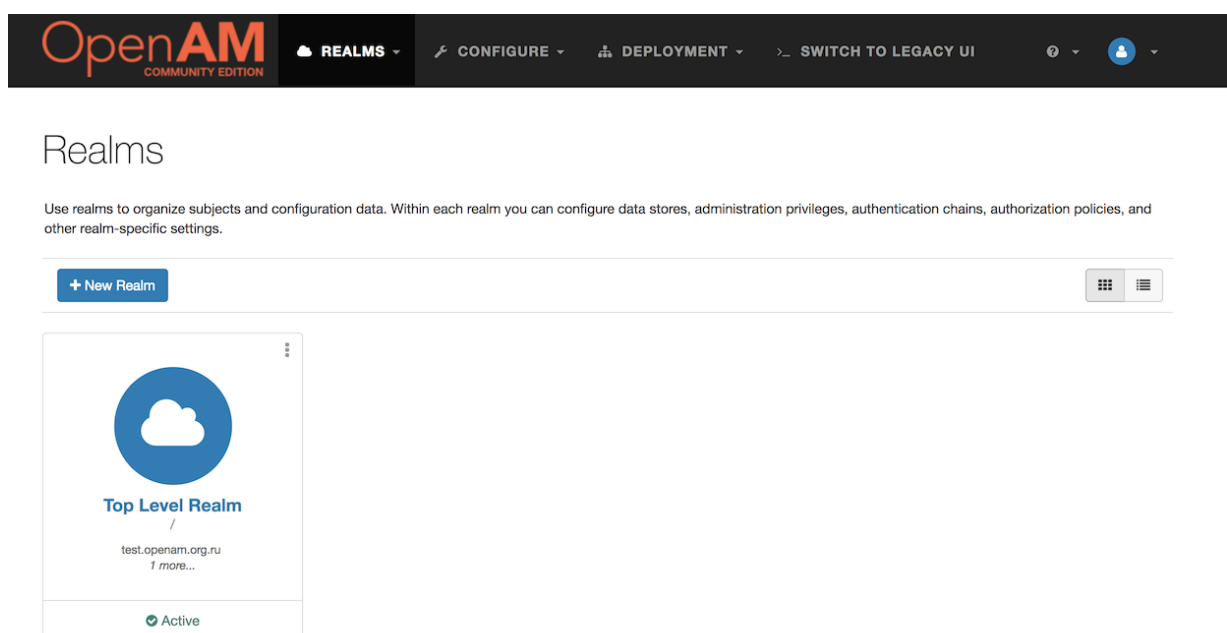 OpenAM
COMMUNITY EDITION
REALMS
CONFIGURE
DEPLOYMENT
>_ SWITCH TO LEGACY UI
Realms
Use realms to organize subjects and configuration data. Within each realm you can configure data stores, administration privileges, authentication chains, authorization policies, and
other realm-specific settings.
+ New Realm
Top Level Realm
/
test.openam.org.ru
1 more...
Active